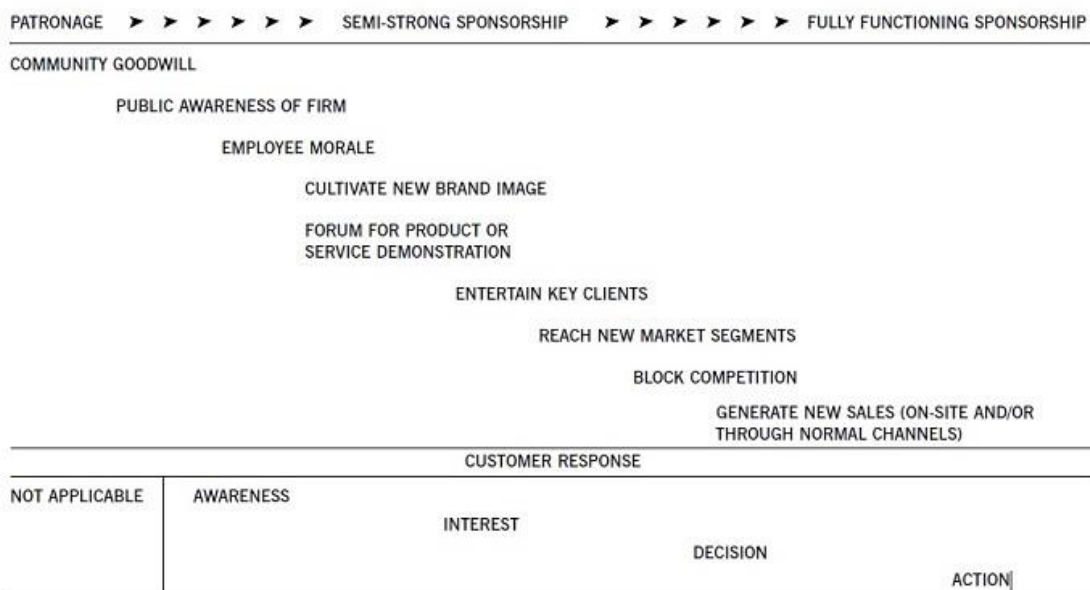 PATRONAGE ➤ ➤ ➤ ➤ ➤ ➤ SEMI-STRONG SPONSORSHIP ➤ ➤ ➤ ➤ ➤ ➤ FULLY FUNCTIONING SPONSORSHIP
COMMUNITY GOODWILL
PUBLIC AWARENESS OF FIRM
EMPLOYEE MORALE
CULTIVATE NEW BRAND IMAGE
FORUM FOR PRODUCT OR
SERVICE DEMONSTRATION
ENTERTAIN KEY CLIENTS
REACH NEW MARKET SEGMENTS
BLOCK COMPETITION
GENERATE NEW SALES (ON-SITE AND/OR
THROUGH NORMAL CHANNELS)
CUSTOMER RESPONSE
NOT APPLICABLE AWARENESS
INTEREST
DECISION
ACTION